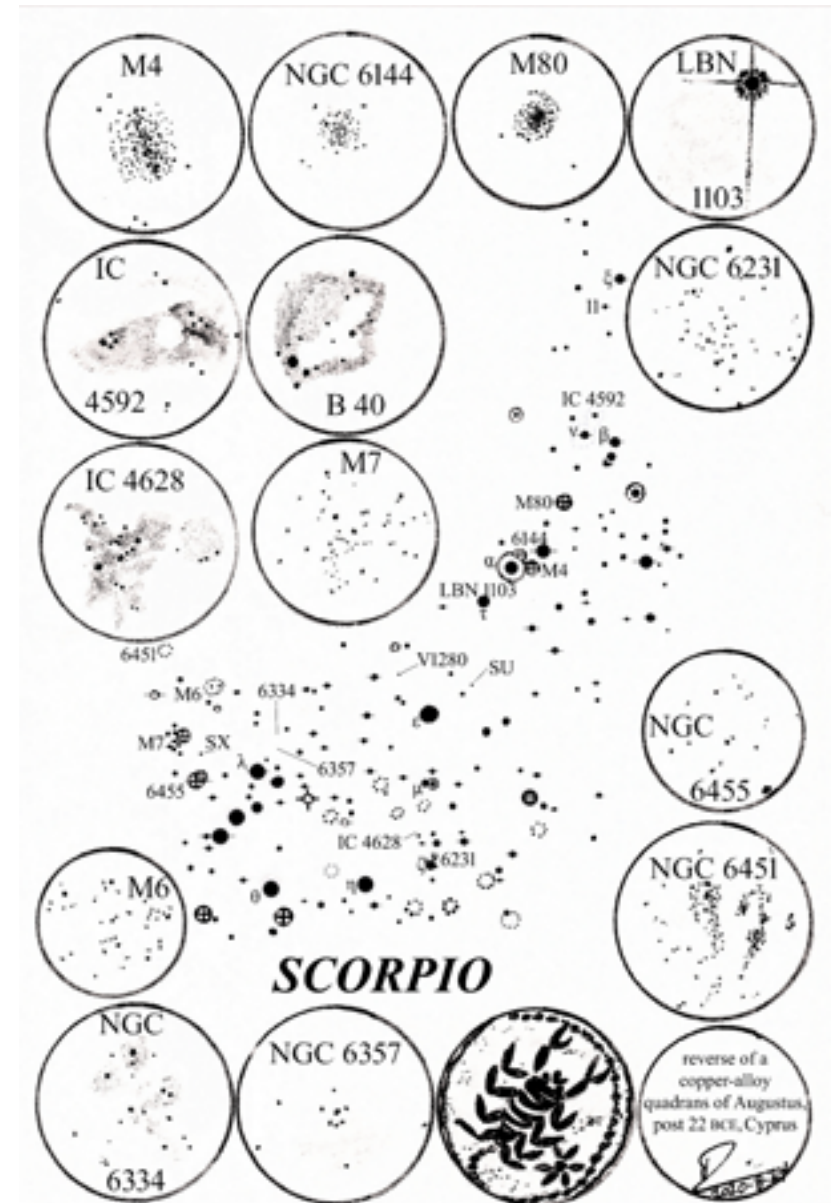 M4
NGC 6144
M80
LBN
1103
IC
4592
B 40
NGC 6231
ξ
11
IC 4592
ν
β
IC 4628
M7
M80
6144
α
M4
LBN 1103
τ
6451
V1280
SU
M6
6334
ε
M7
SX
λ
6357
6455
μ
NGC
6455
IC 4628
ζ
6231
θ
η
M6
NGC 6451
SCORPIO
NGC
6334
NGC 6357
reverse of a
copper-alloy
quadrans of Augustus,
post 22 BCE, Cyprus